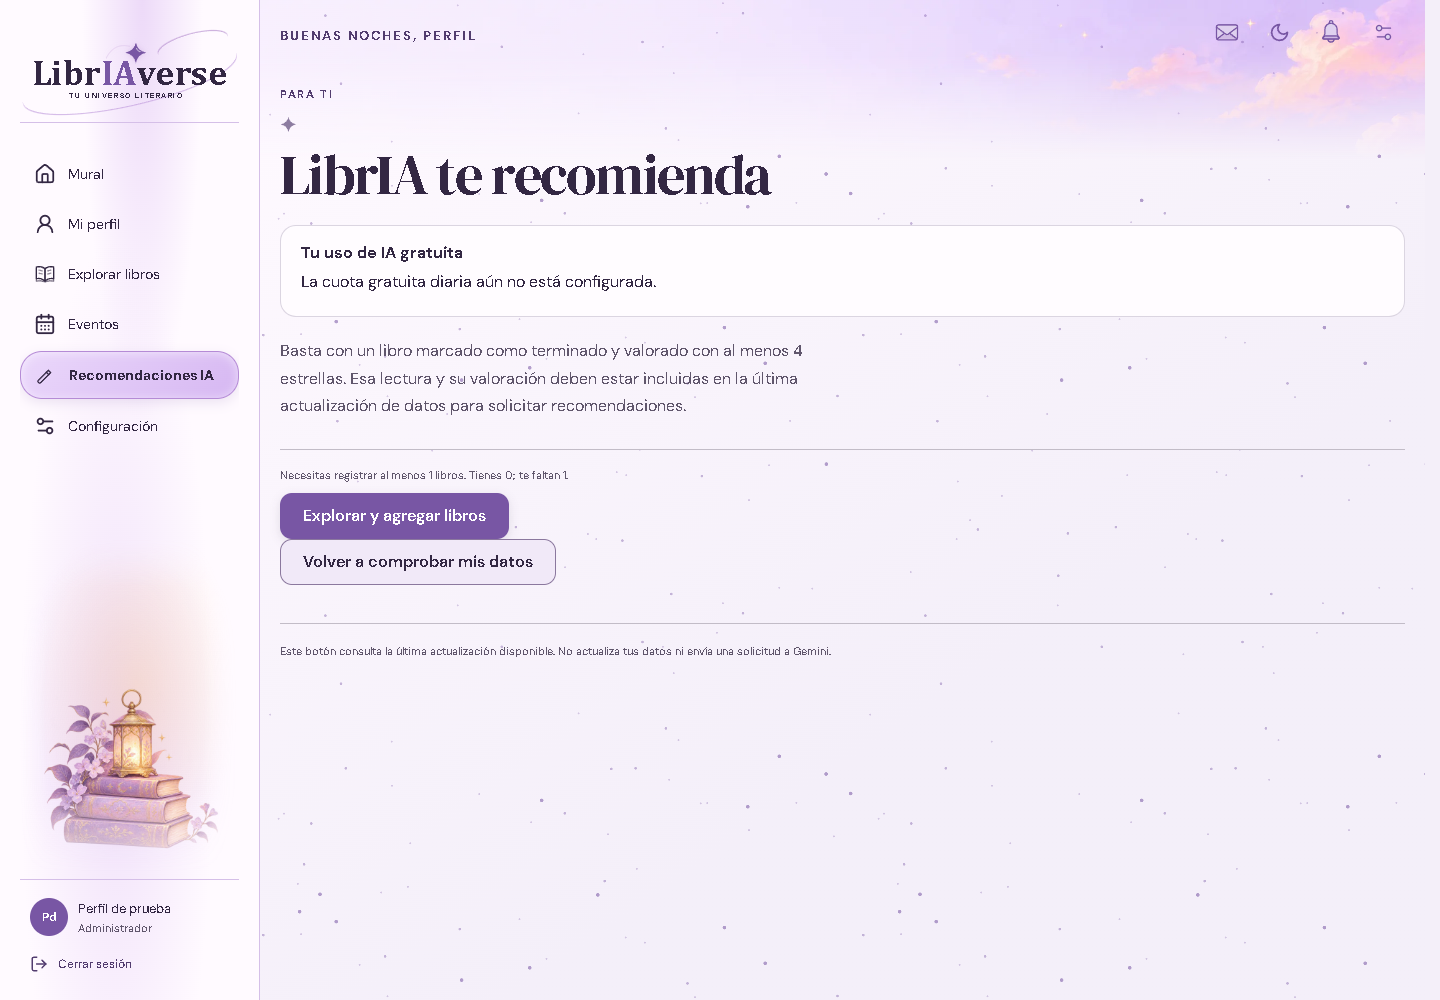 LibrIAverse
TU UNIVERSO LITERARIO
Mural
Mi perfil
Explorar libros
Eventos
Recomendaciones IA
Configuración
Pd
Perfil de prueba
Administrador
Cerrar sesión
BUENAS NOCHES, PERFIL
PARA TI
LibrIA te recomienda
Tu uso de IA gratuita
La cuota gratuita diaria aún no está configurada.
Basta con un libro marcado como terminado y valorado con al menos 4
estrellas. Esa lectura y su valoración deben estar incluidas en la última
actualización de datos para solicitar recomendaciones.
Necesitas registrar al menos 1 libros. Tienes 0; te faltan 1.
Explorar y agregar libros
Volver a comprobar mis datos
Este botón consulta la última actualización disponible. No actualiza tus datos ni envía una solicitud a Gemini.